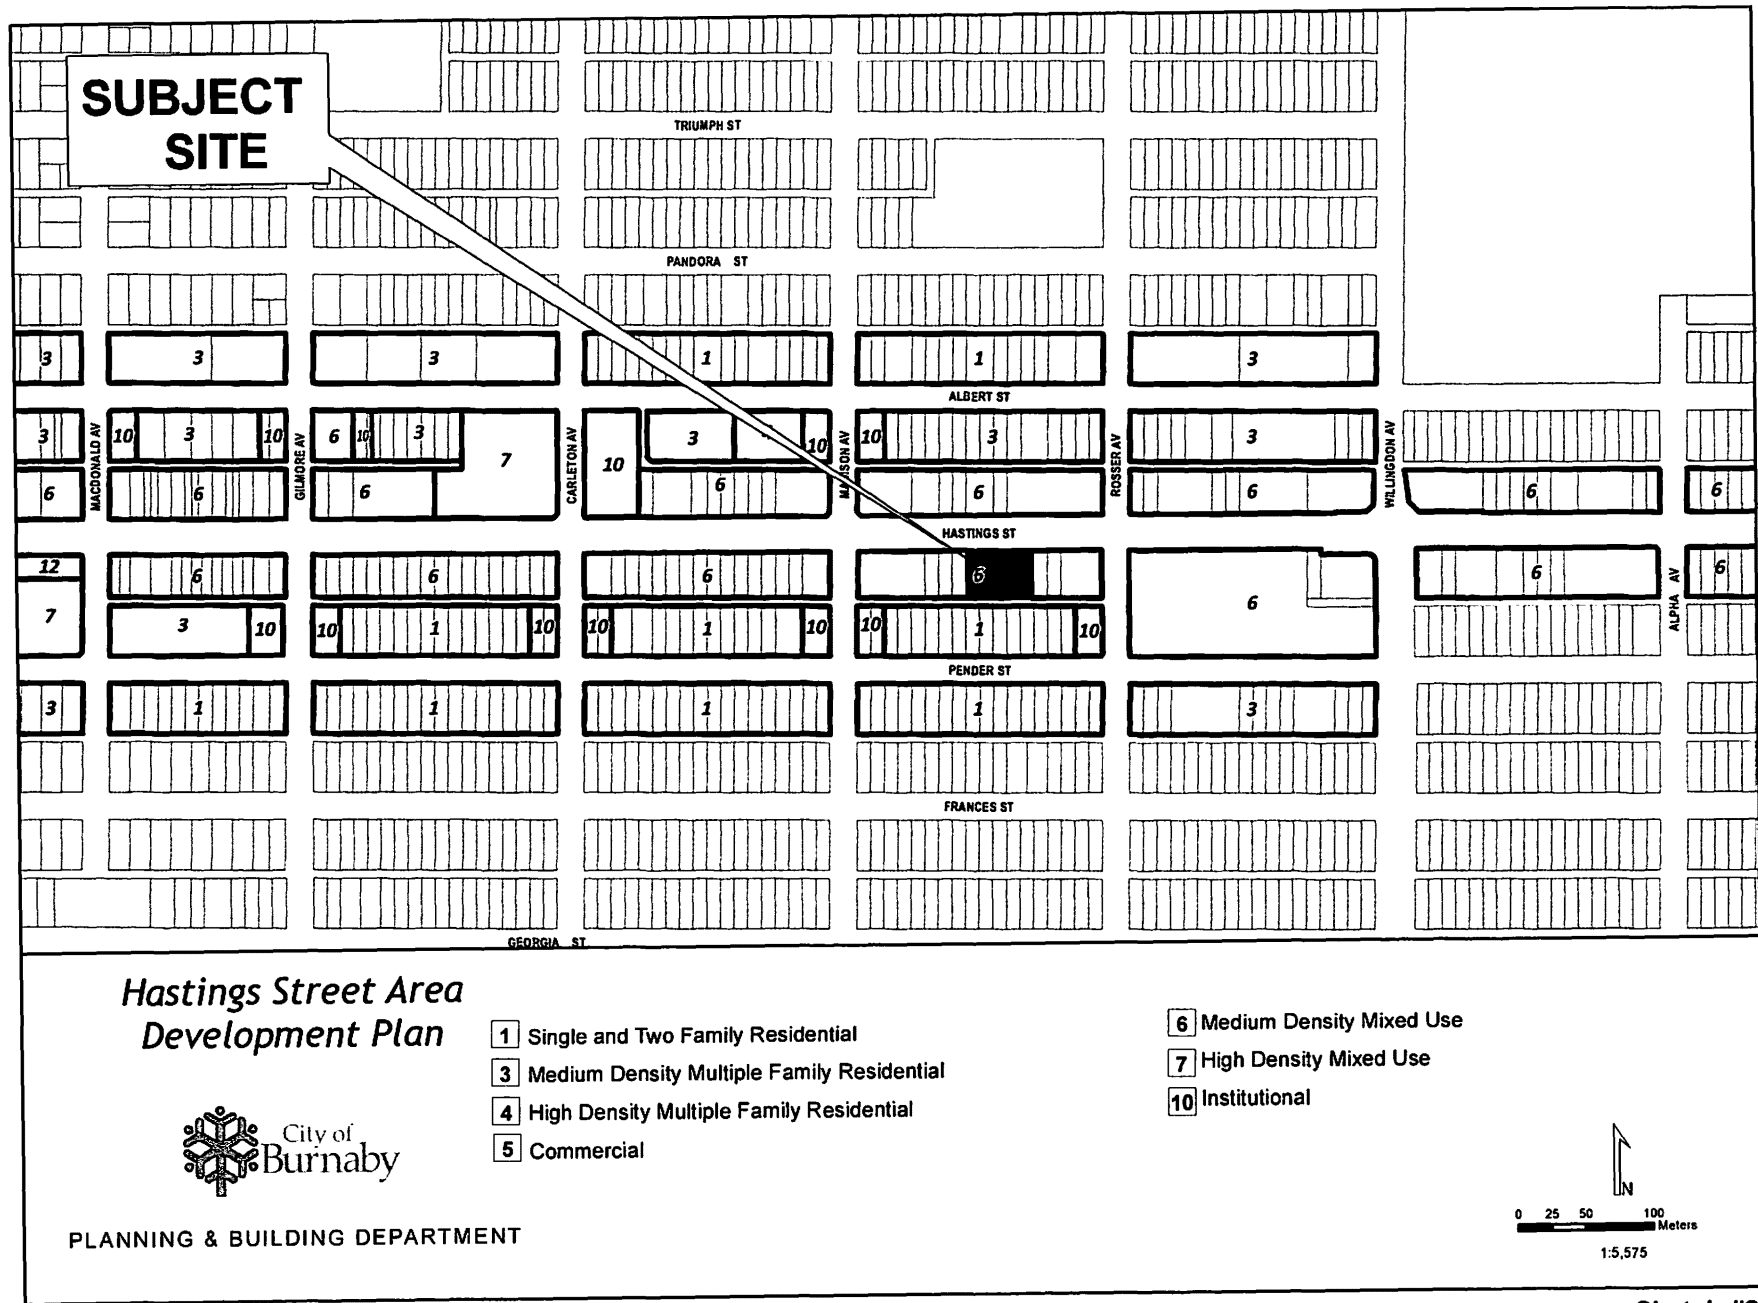 SUBJECT
SITE
TRIUMPH ST
PANDORA ST
3
3
3
1
1
3
ALBERT ST
3
MACDONALD AV
10
3
10
GILMORE AV
6
10
3
7
CARLETON AV
10
3
10
MADISON AV
10
3
ROSSER AV
3
WILLINGDON AV
6
6
6
6
6
6
6
6
HASTINGS ST
12
6
6
6
6
6
6
ALPHA AV
6
7
3
10
10
1
10
10
1
10
10
1
10
PENDER ST
3
1
1
1
1
3
FRANCES ST
GEORGIA ST
Hastings Street Area
Development Plan
1 Single and Two Family Residential
3 Medium Density Multiple Family Residential
4 High Density Multiple Family Residential
5 Commercial
6 Medium Density Mixed Use
7 High Density Mixed Use
10 Institutional
City of
Burnaby
PLANNING & BUILDING DEPARTMENT
N
0 25 50 100
Meters
1:5,575